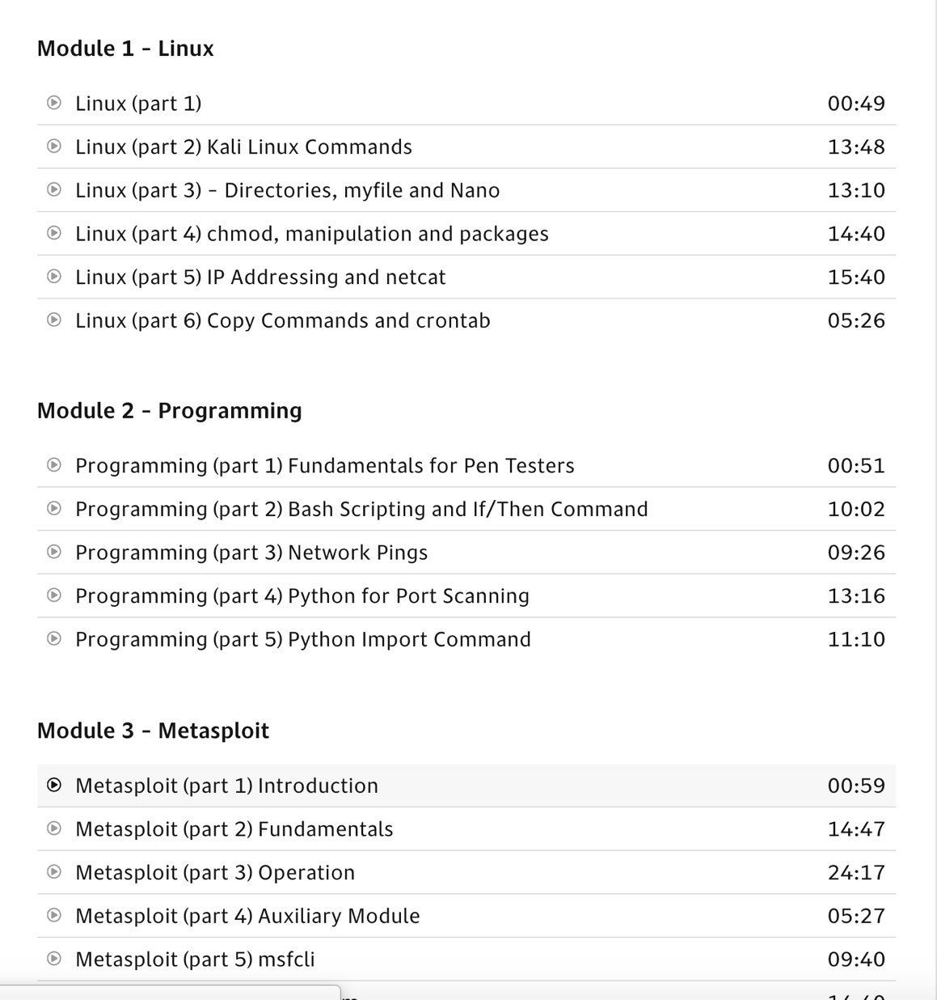 Module 1 - Linux
Linux (part 1) 00:49
Linux (part 2) Kali Linux Commands 13:48
Linux (part 3) - Directories, myfile and Nano 13:10
Linux (part 4) chmod, manipulation and packages 14:40
Linux (part 5) IP Addressing and netcat 15:40
Linux (part 6) Copy Commands and crontab 05:26
Module 2 - Programming
Programming (part 1) Fundamentals for Pen Testers 00:51
Programming (part 2) Bash Scripting and If/Then Command 10:02
Programming (part 3) Network Pings 09:26
Programming (part 4) Python for Port Scanning 13:16
Programming (part 5) Python Import Command 11:10
Module 3 - Metasploit
Metasploit (part 1) Introduction 00:59
Metasploit (part 2) Fundamentals 14:47
Metasploit (part 3) Operation 24:17
Metasploit (part 4) Auxiliary Module 05:27
Metasploit (part 5) msfcli 09:40